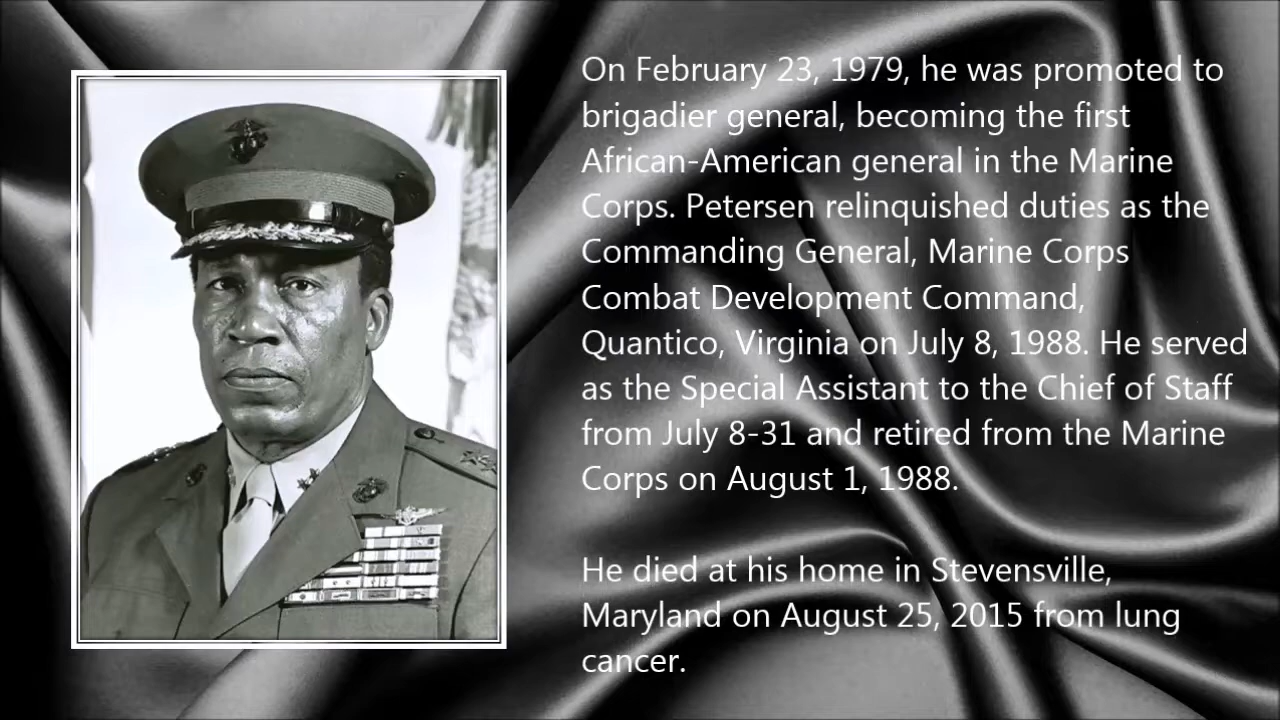 On February 23, 1979, he was promoted to
brigadier general, becoming the first
African-American general in the Marine
Corps. Petersen relinquished duties as the
Commanding General, Marine Corps
Combat Development Command,
Quantico, Virginia on July 8, 1988. He served
as the Special Assistant to the Chief of Staff
from July 8-31 and retired from the Marine
Corps on August 1, 1988.
He died at his home in Stevensville,
Maryland on August 25, 2015 from lung
cancer.